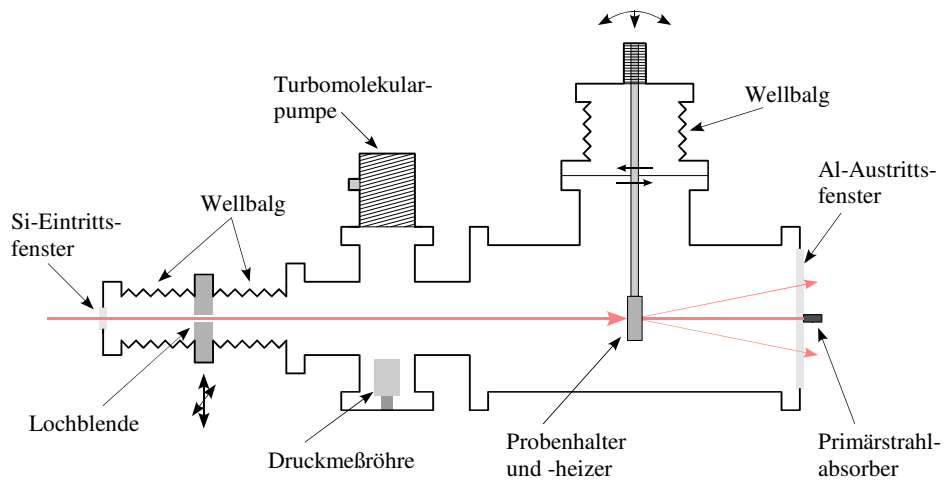 Turbomolekular-
pumpe
Wellbalg
Al-Austritts-
fenster
Si-Eintritts-
fenster
Wellbalg
Lochblende
Druckmeßröhre
Probenhalter
und -heizer
Primärstrahl-
absorber